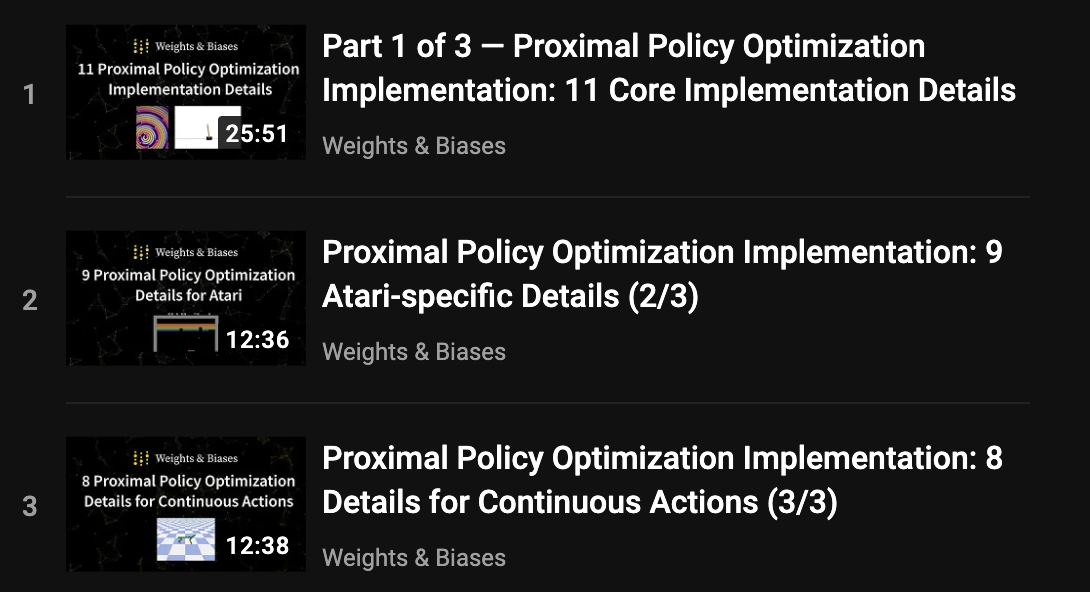 1
Weights & Biases
11 Proximal Policy Optimization
Implementation Details
25:51
Part 1 of 3 — Proximal Policy Optimization
Implementation: 11 Core Implementation Details
Weights & Biases
2
Weights & Biases
9 Proximal Policy Optimization
Details for Atari
12:36
Proximal Policy Optimization Implementation: 9
Atari-specific Details (2/3)
Weights & Biases
3
Weights & Biases
8 Proximal Policy Optimization
Details for Continuous Actions
12:38
Proximal Policy Optimization Implementation: 8
Details for Continuous Actions (3/3)
Weights & Biases